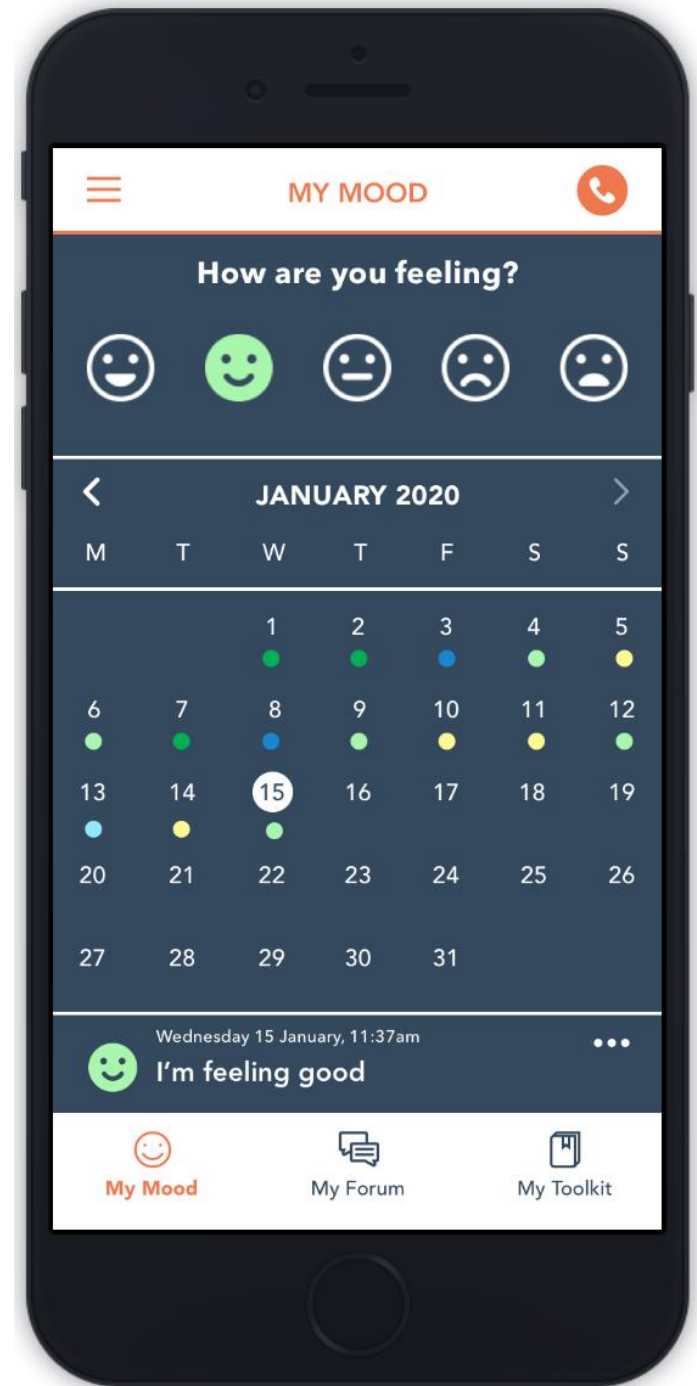 MY MOOD
How are you feeling?
JANUARY 2020
M T W T F S S
1 2 3 4 5
6 7 8 9 10 11 12
13 14 15 16 17 18 19
20 21 22 23 24 25 26
27 28 29 30 31
Wednesday 15 January, 11:37am
I'm feeling good
My Mood My Forum My Toolkit